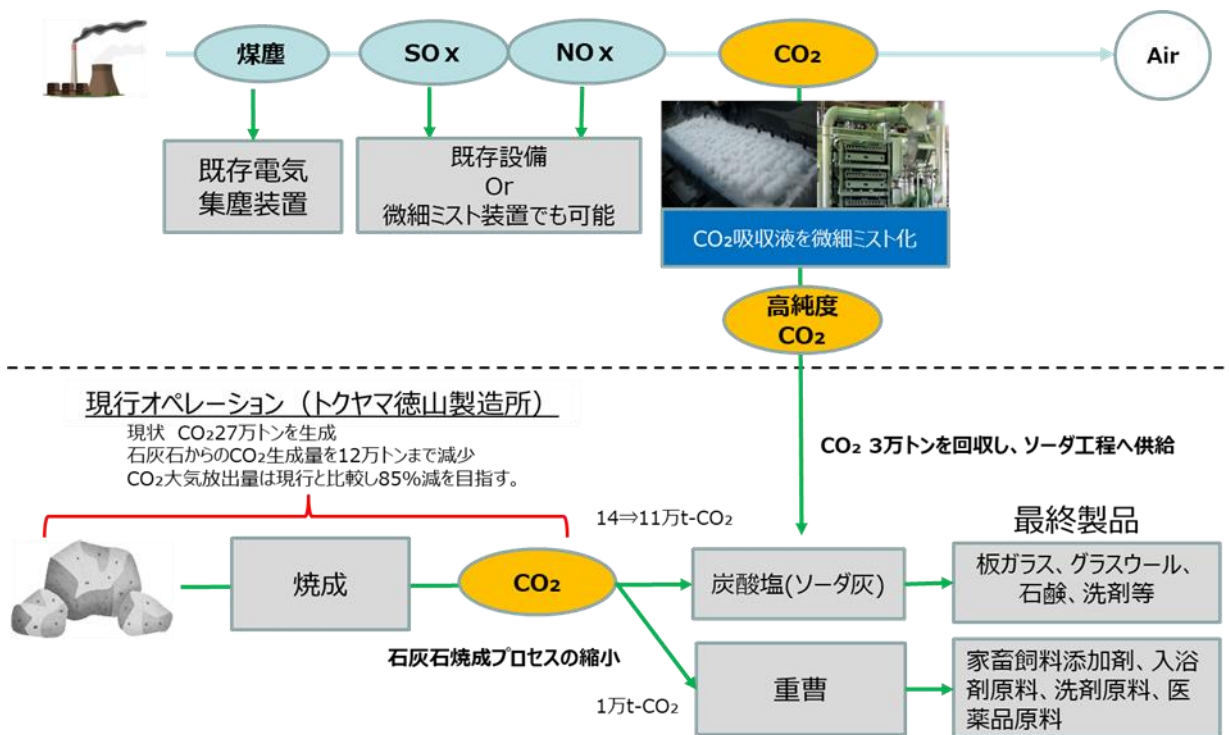 煤塵
SOx
NOx
CO₂
Air
既存電気
集塵装置
既存設備
Or
微細ミスト装置でも可能
CO₂吸収液を微細ミスト化
高純度
CO₂
現行オペレーション（トクヤマ徳山製造所）
現状 CO₂27万トンを生成
石灰石からのCO₂生成量を12万トンまで減少
CO₂大気放出量は現行と比較し85%減を目指す。
CO₂ 3万トンを回収し、ソーダ工程へ供給
14⇒11万t-CO₂
最終製品
焼成
CO₂
炭酸塩(ソーダ灰)
板ガラス、グラスウール、
石鹸、洗剤等
石灰石焼成プロセスの縮小
1万t-CO₂
重曹
家畜飼料添加剤、入浴
剤原料、洗剤原料、医
薬品原料